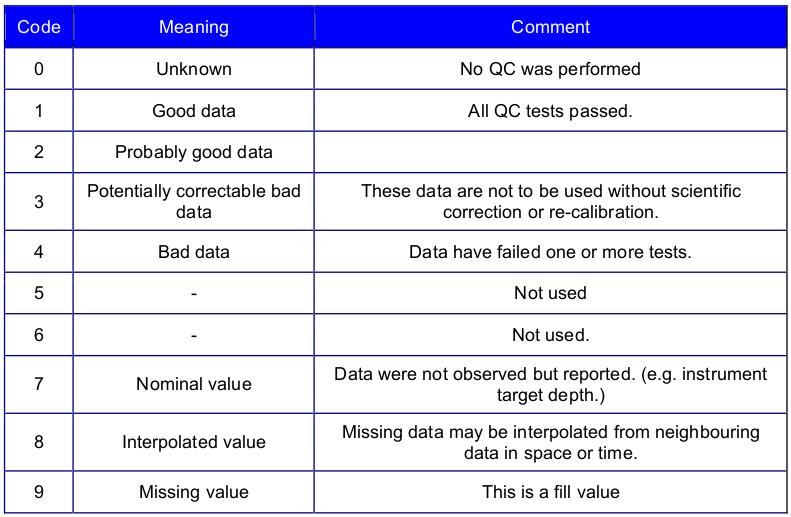 Code Meaning Comment
0 Unknown No QC was performed
1 Good data All QC tests passed.
2 Probably good data
3 Potentially correctable bad data These data are not to be used without scientific correction or re-calibration.
4 Bad data Data have failed one or more tests.
5 - Not used
6 - Not used.
7 Nominal value Data were not observed but reported. (e.g. instrument target depth.)
8 Interpolated value Missing data may be interpolated from neighbouring data in space or time.
9 Missing value This is a fill value